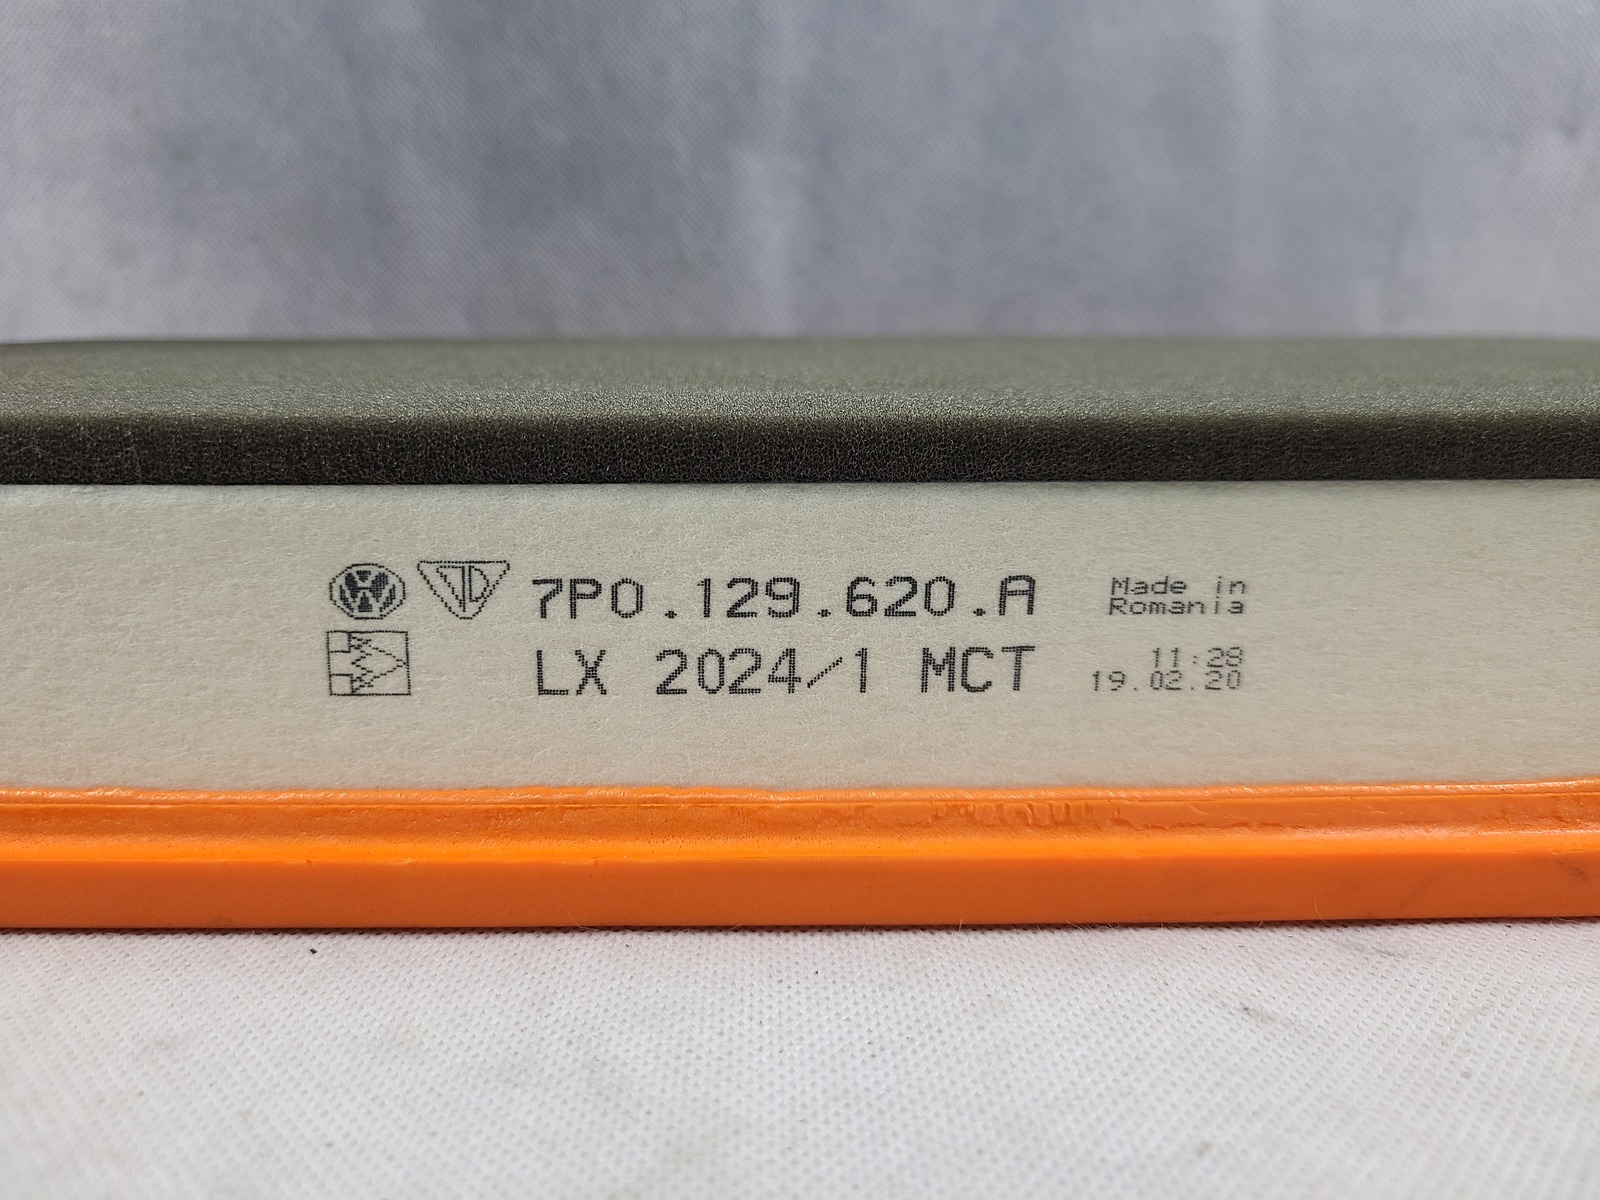 7P0.129.620.A
LX 2024/1 MCT
Made in
Romania
11:28
19.02.20